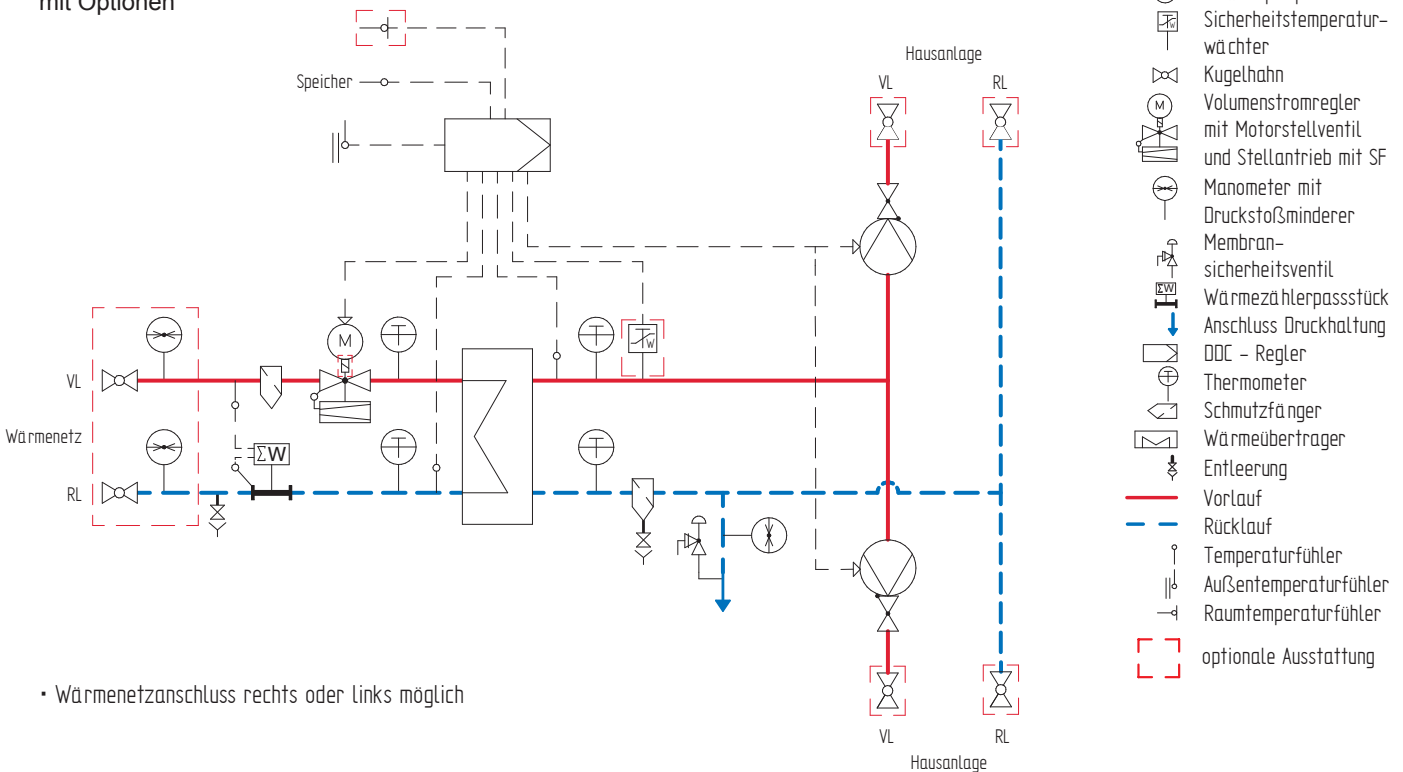 mit Optionen
Speicher
Hausanlage
VL
RL
M
T
T
W
VL
Wärmenetz
ΣW
T
T
RL
• Wärmenetzanschluss rechts oder links möglich
VL
RL
Hausanlage
W
Sicherheitstemperatur-
wächter
Kugelhahn
M
Volumenstromregler
mit Motorstellventil
und Stellantrieb mit SF
Manometer mit
Druckstoßminderer
Membran-
sicherheitsventil
ΣW
Wärmezählerpassstück
Anschluss Druckhaltung
DDC - Regler
T
Thermometer
Schmutzfänger
Wärmeübertrager
Entleerung
Vorlauf
Rücklauf
Temperaturfühler
Außentemperaturfühler
Raumtemperaturfühler
optionale Ausstattung